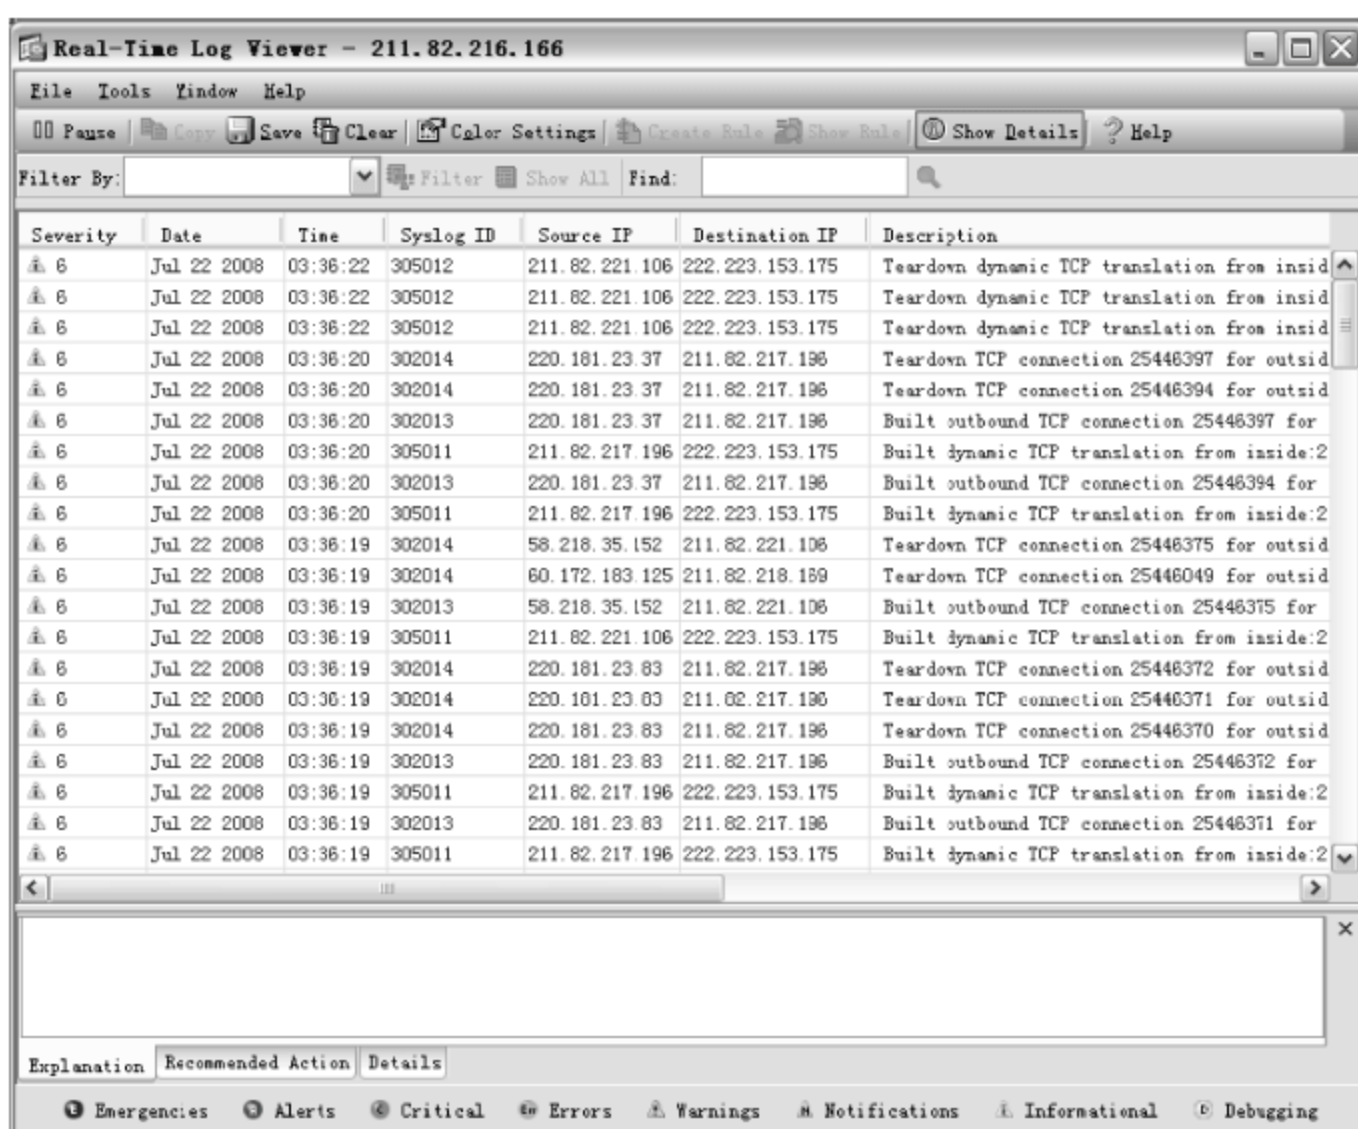 Real-Time Log Viewer - 211.82.216.166
File Tools Window Help
Pause Copy Save Clear Color Settings Create Rule Show Rule Show Details Help
Filter By: Filter Show All Find:
Severity Date Time Syslog ID Source IP Destination IP Description
6 Jul 22 2008 03:36:22 305012 211.82.221.106 222.223.153.175 Teardown dynamic TCP translation from insid
6 Jul 22 2008 03:36:22 305012 211.82.221.106 222.223.153.175 Teardown dynamic TCP translation from insid
6 Jul 22 2008 03:36:22 305012 211.82.221.106 222.223.153.175 Teardown dynamic TCP translation from insid
6 Jul 22 2008 03:36:20 302014 220.181.23.37 211.82.217.196 Teardown TCP connection 25446397 for outsid
6 Jul 22 2008 03:36:20 302014 220.181.23.37 211.82.217.196 Teardown TCP connection 25446394 for outsid
6 Jul 22 2008 03:36:20 302013 220.181.23.37 211.82.217.196 Built outbound TCP connection 25446397 for
6 Jul 22 2008 03:36:20 305011 211.82.217.196 222.223.153.175 Built dynamic TCP translation from inside:2
6 Jul 22 2008 03:36:20 302013 220.181.23.37 211.82.217.196 Built outbound TCP connection 25446394 for
6 Jul 22 2008 03:36:20 305011 211.82.217.196 222.223.153.175 Built dynamic TCP translation from inside:2
6 Jul 22 2008 03:36:19 302014 58.218.35.152 211.82.221.106 Teardown TCP connection 25446375 for outsid
6 Jul 22 2008 03:36:19 302014 60.172.183.125 211.82.218.169 Teardown TCP connection 25446049 for outsid
6 Jul 22 2008 03:36:19 302013 58.218.35.152 211.82.221.106 Built outbound TCP connection 25446375 for
6 Jul 22 2008 03:36:19 305011 211.82.221.106 222.223.153.175 Built dynamic TCP translation from inside:2
6 Jul 22 2008 03:36:19 302014 220.181.23.83 211.82.217.196 Teardown TCP connection 25446372 for outsid
6 Jul 22 2008 03:36:19 302014 220.181.23.83 211.82.217.196 Teardown TCP connection 25446371 for outsid
6 Jul 22 2008 03:36:19 302014 220.181.23.83 211.82.217.196 Teardown TCP connection 25446370 for outsid
6 Jul 22 2008 03:36:19 302013 220.181.23.83 211.82.217.196 Built outbound TCP connection 25446372 for
6 Jul 22 2008 03:36:19 305011 211.82.217.196 222.223.153.175 Built dynamic TCP translation from inside:2
6 Jul 22 2008 03:36:19 302013 220.181.23.83 211.82.217.196 Built outbound TCP connection 25446371 for
6 Jul 22 2008 03:36:19 305011 211.82.217.196 222.223.153.175 Built dynamic TCP translation from inside:2
Explanation Recommended Action Details
Emergencies Alerts Critical Errors Warnings Notifications Informational Debugging